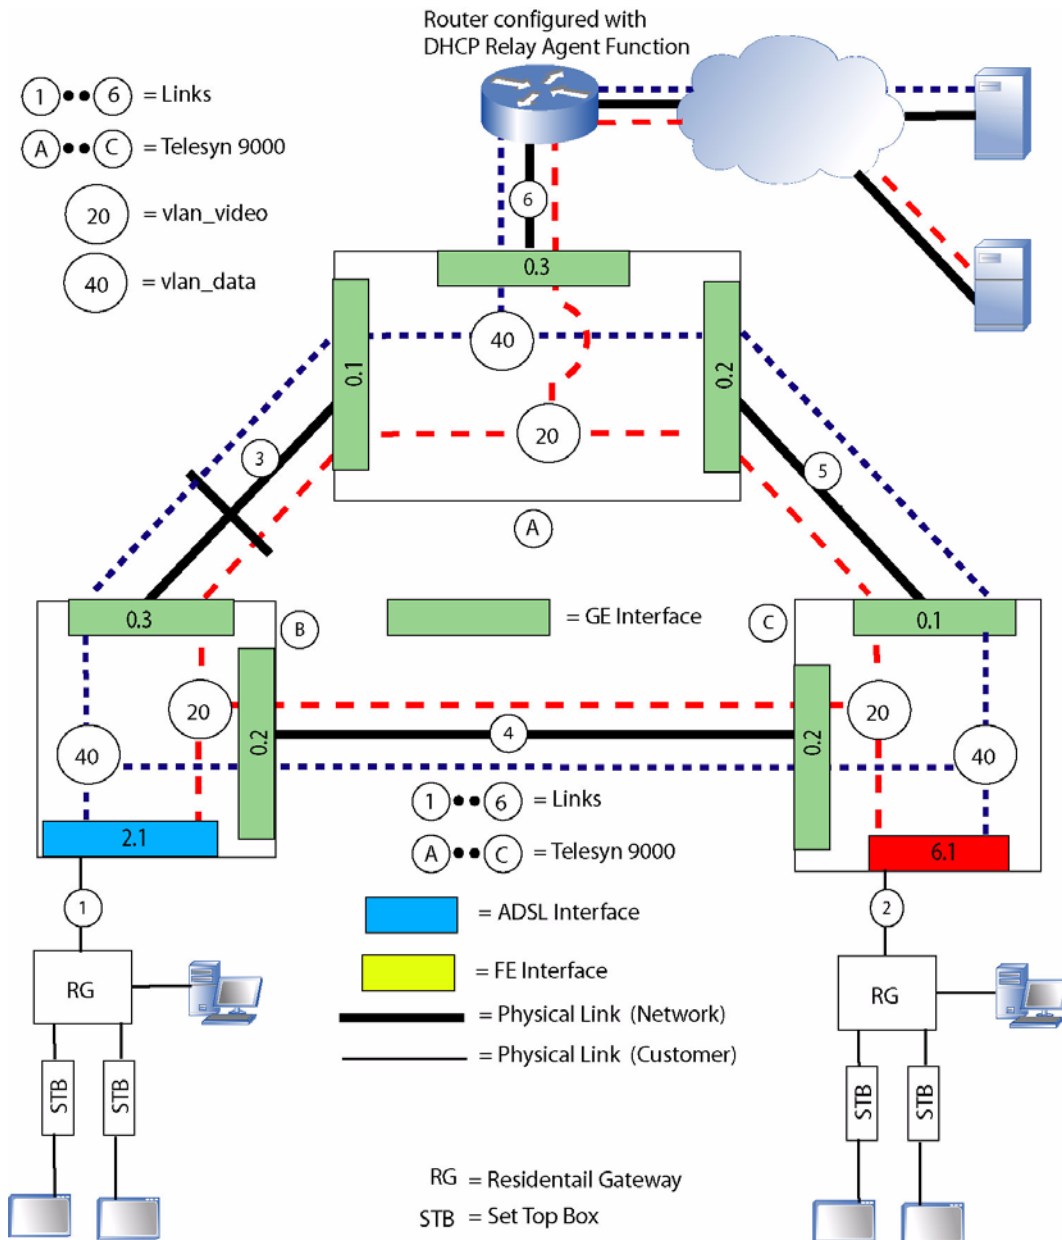 Router configured with
DHCP Relay Agent Function
1 6 = Links
A C = Telesyn 9000
20 = vlan_video
40 = vlan_data
6
0.3
0.1
40
0.2
20
3
5
A
0.3
B
= GE Interface
C
0.1
20
0.2
40
4
0.2
20
40
1 6 = Links
A C = Telesyn 9000
2.1
6.1
1
2
= ADSL Interface
= FE Interface
RG
RG
= Physical Link (Network)
= Physical Link (Customer)
STB
STB
STB
STB
RG = Residentail Gateway
STB = Set Top Box